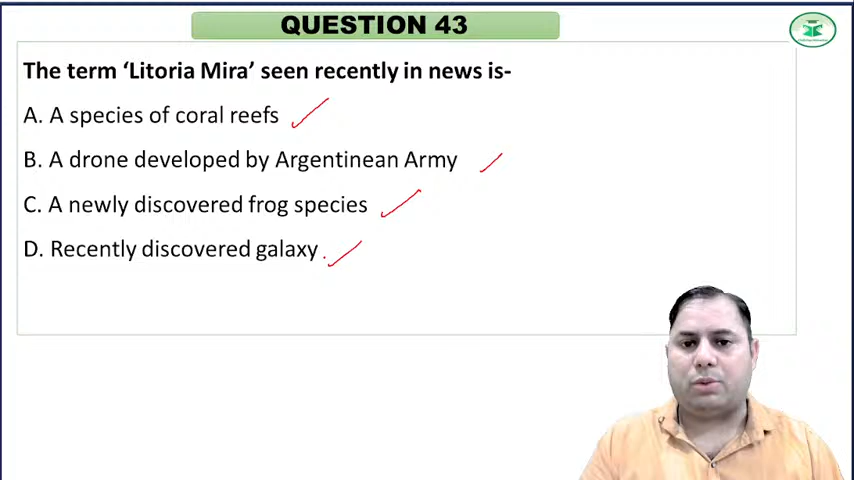 QUESTION 43
The term ‘Litoria Mira’ seen recently in news is-
A. A species of coral reefs
B. A drone developed by Argentinean Army
C. A newly discovered frog species
D. Recently discovered galaxy